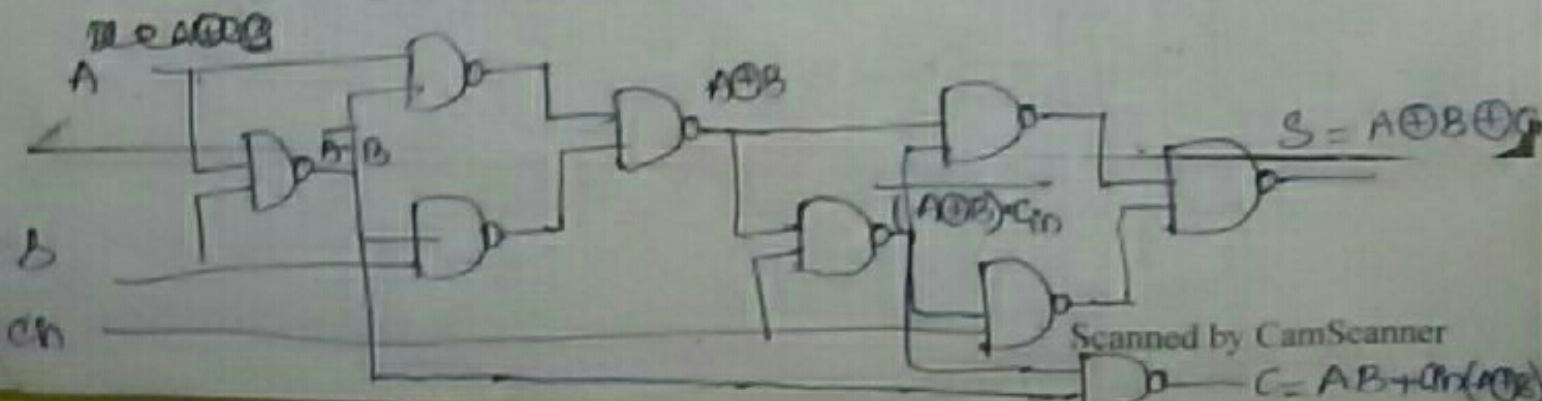 A
A⊕B
S = A⊕B⊕C
A·B
(A⊕B)·Cin
B
Cin
Scanned by CamScanner
C = AB+Cin(A⊕B)